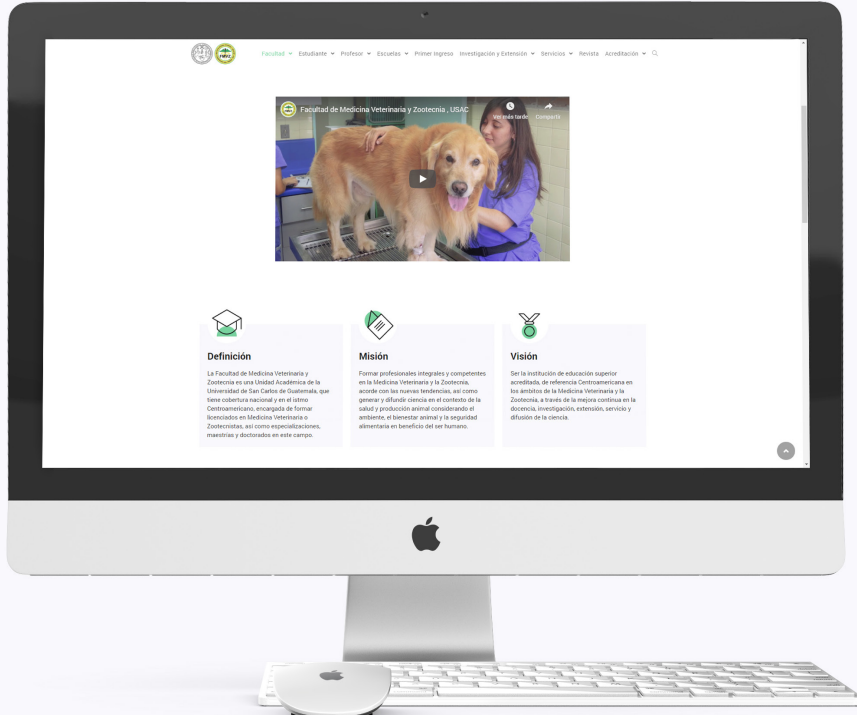 Facultad Estudiante Profesor Escuelas Primer Ingreso Investigación y Extensión Servicios Revista Acreditación
Facultad de Medicina Veterinaria y Zootecnia , USAC
Ver más tarde Compartir
Definición
La Facultad de Medicina Veterinaria y
Zootecnia es una Unidad Académica de la
Universidad de San Carlos de Guatemala, que
tiene cobertura nacional y en el istmo
Centroamericano, encargada de formar
licenciados en Medicina Veterinaria o
Zootecnistas, así como especializaciones,
maestrías y doctorados en este campo.
Misión
Formar profesionales integrales y competentes
en la Medicina Veterinaria y la Zootecnia,
acorde con las nuevas tendencias, así como
generar y difundir ciencia en el contexto de la
salud y producción animal considerando el
ambiente, el bienestar animal y la seguridad
alimentaria en beneficio del ser humano.
Visión
Ser la institución de educación superior
acreditada, de referencia Centroamericana en
los ámbitos de la Medicina Veterinaria y la
Zootecnia, a través de la mejora continua en la
docencia, investigación, extensión, servicio y
difusión de la ciencia.